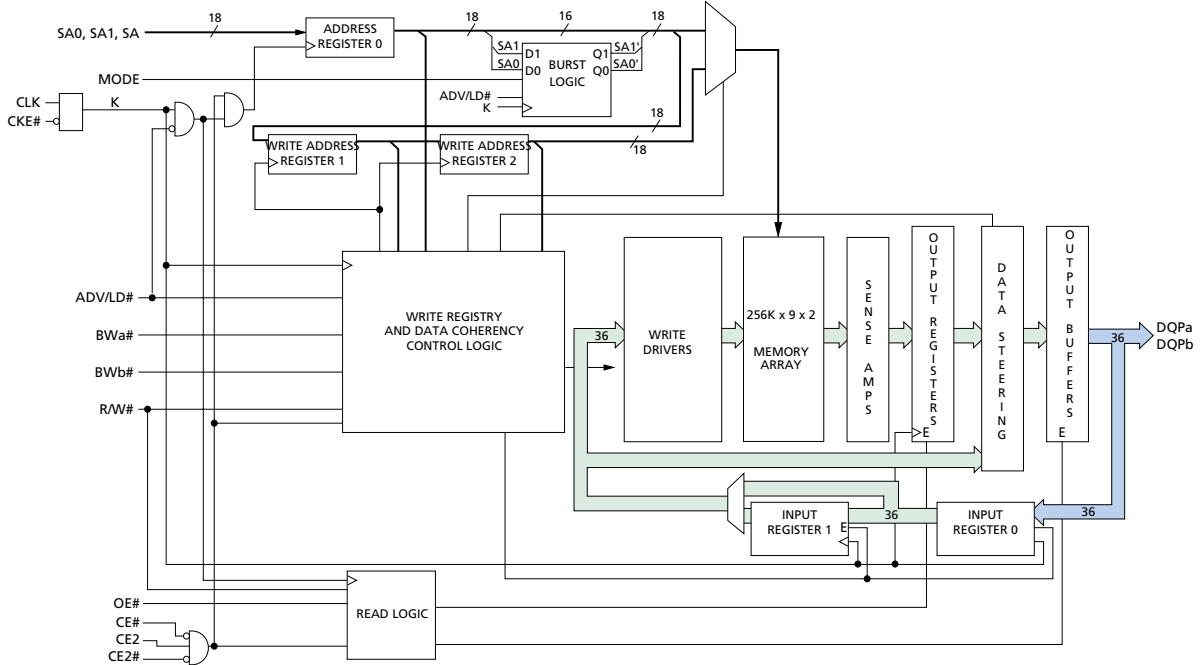 18
SA0, SA1, SA
ADDRESS
REGISTER 0
18
16
18
SA1
SA0
D1
D0
BURST
LOGIC
Q1
Q0
SA1'
SA0'
MODE
ADV/LD#
K
CLK
CKE#
K
18
18
WRITE ADDRESS
REGISTER 1
WRITE ADDRESS
REGISTER 2
ADV/LD#
BWa#
BWb#
R/W#
WRITE REGISTRY
AND DATA COHERENCY
CONTROL LOGIC
36
WRITE
DRIVERS
256K x 9 x 2
MEMORY
ARRAY
SENSE AMPS
OUTPUT REGISTERS
E
DATA STEERING
OUTPUT BUFFERS
E
36
DQPa
DQPb
INPUT
REGISTER 1
E
36
INPUT
REGISTER 0
36
OE#
CE#
CE2
CE2#
READ LOGIC